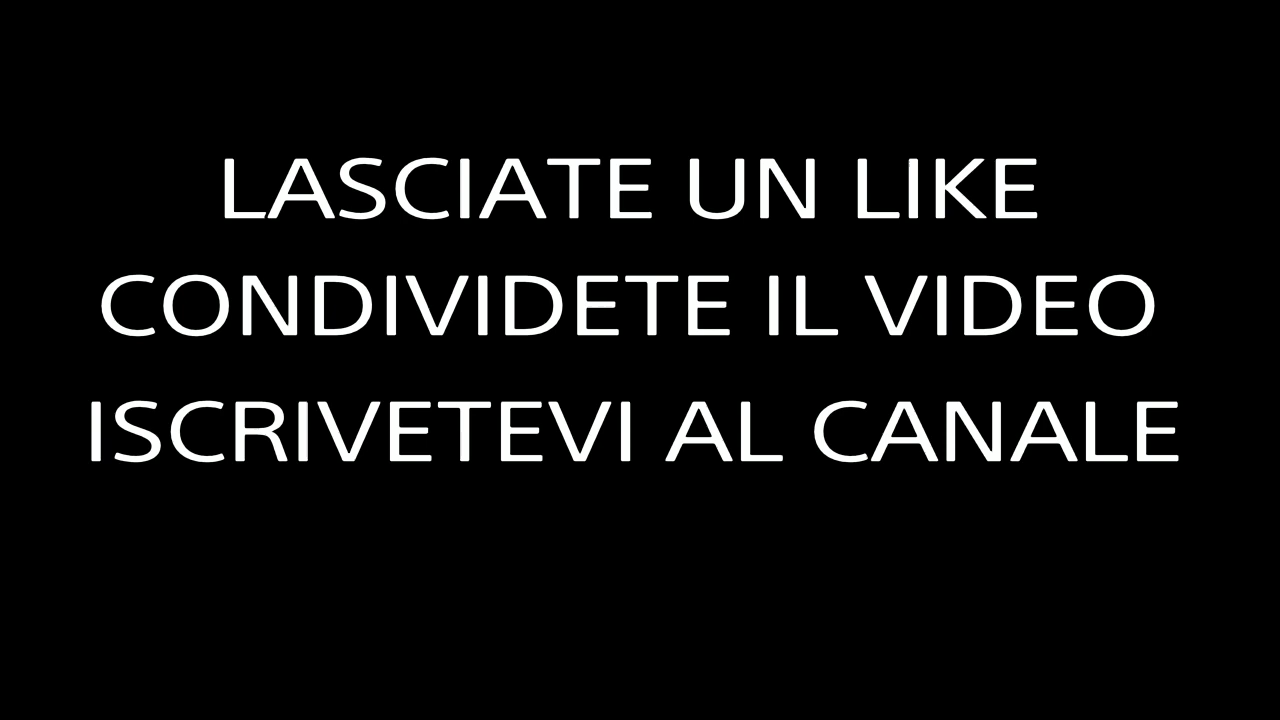 LASCIATE UN LIKE
CONDIVIDETE IL VIDEO
ISCRIVETEVI AL CANALE